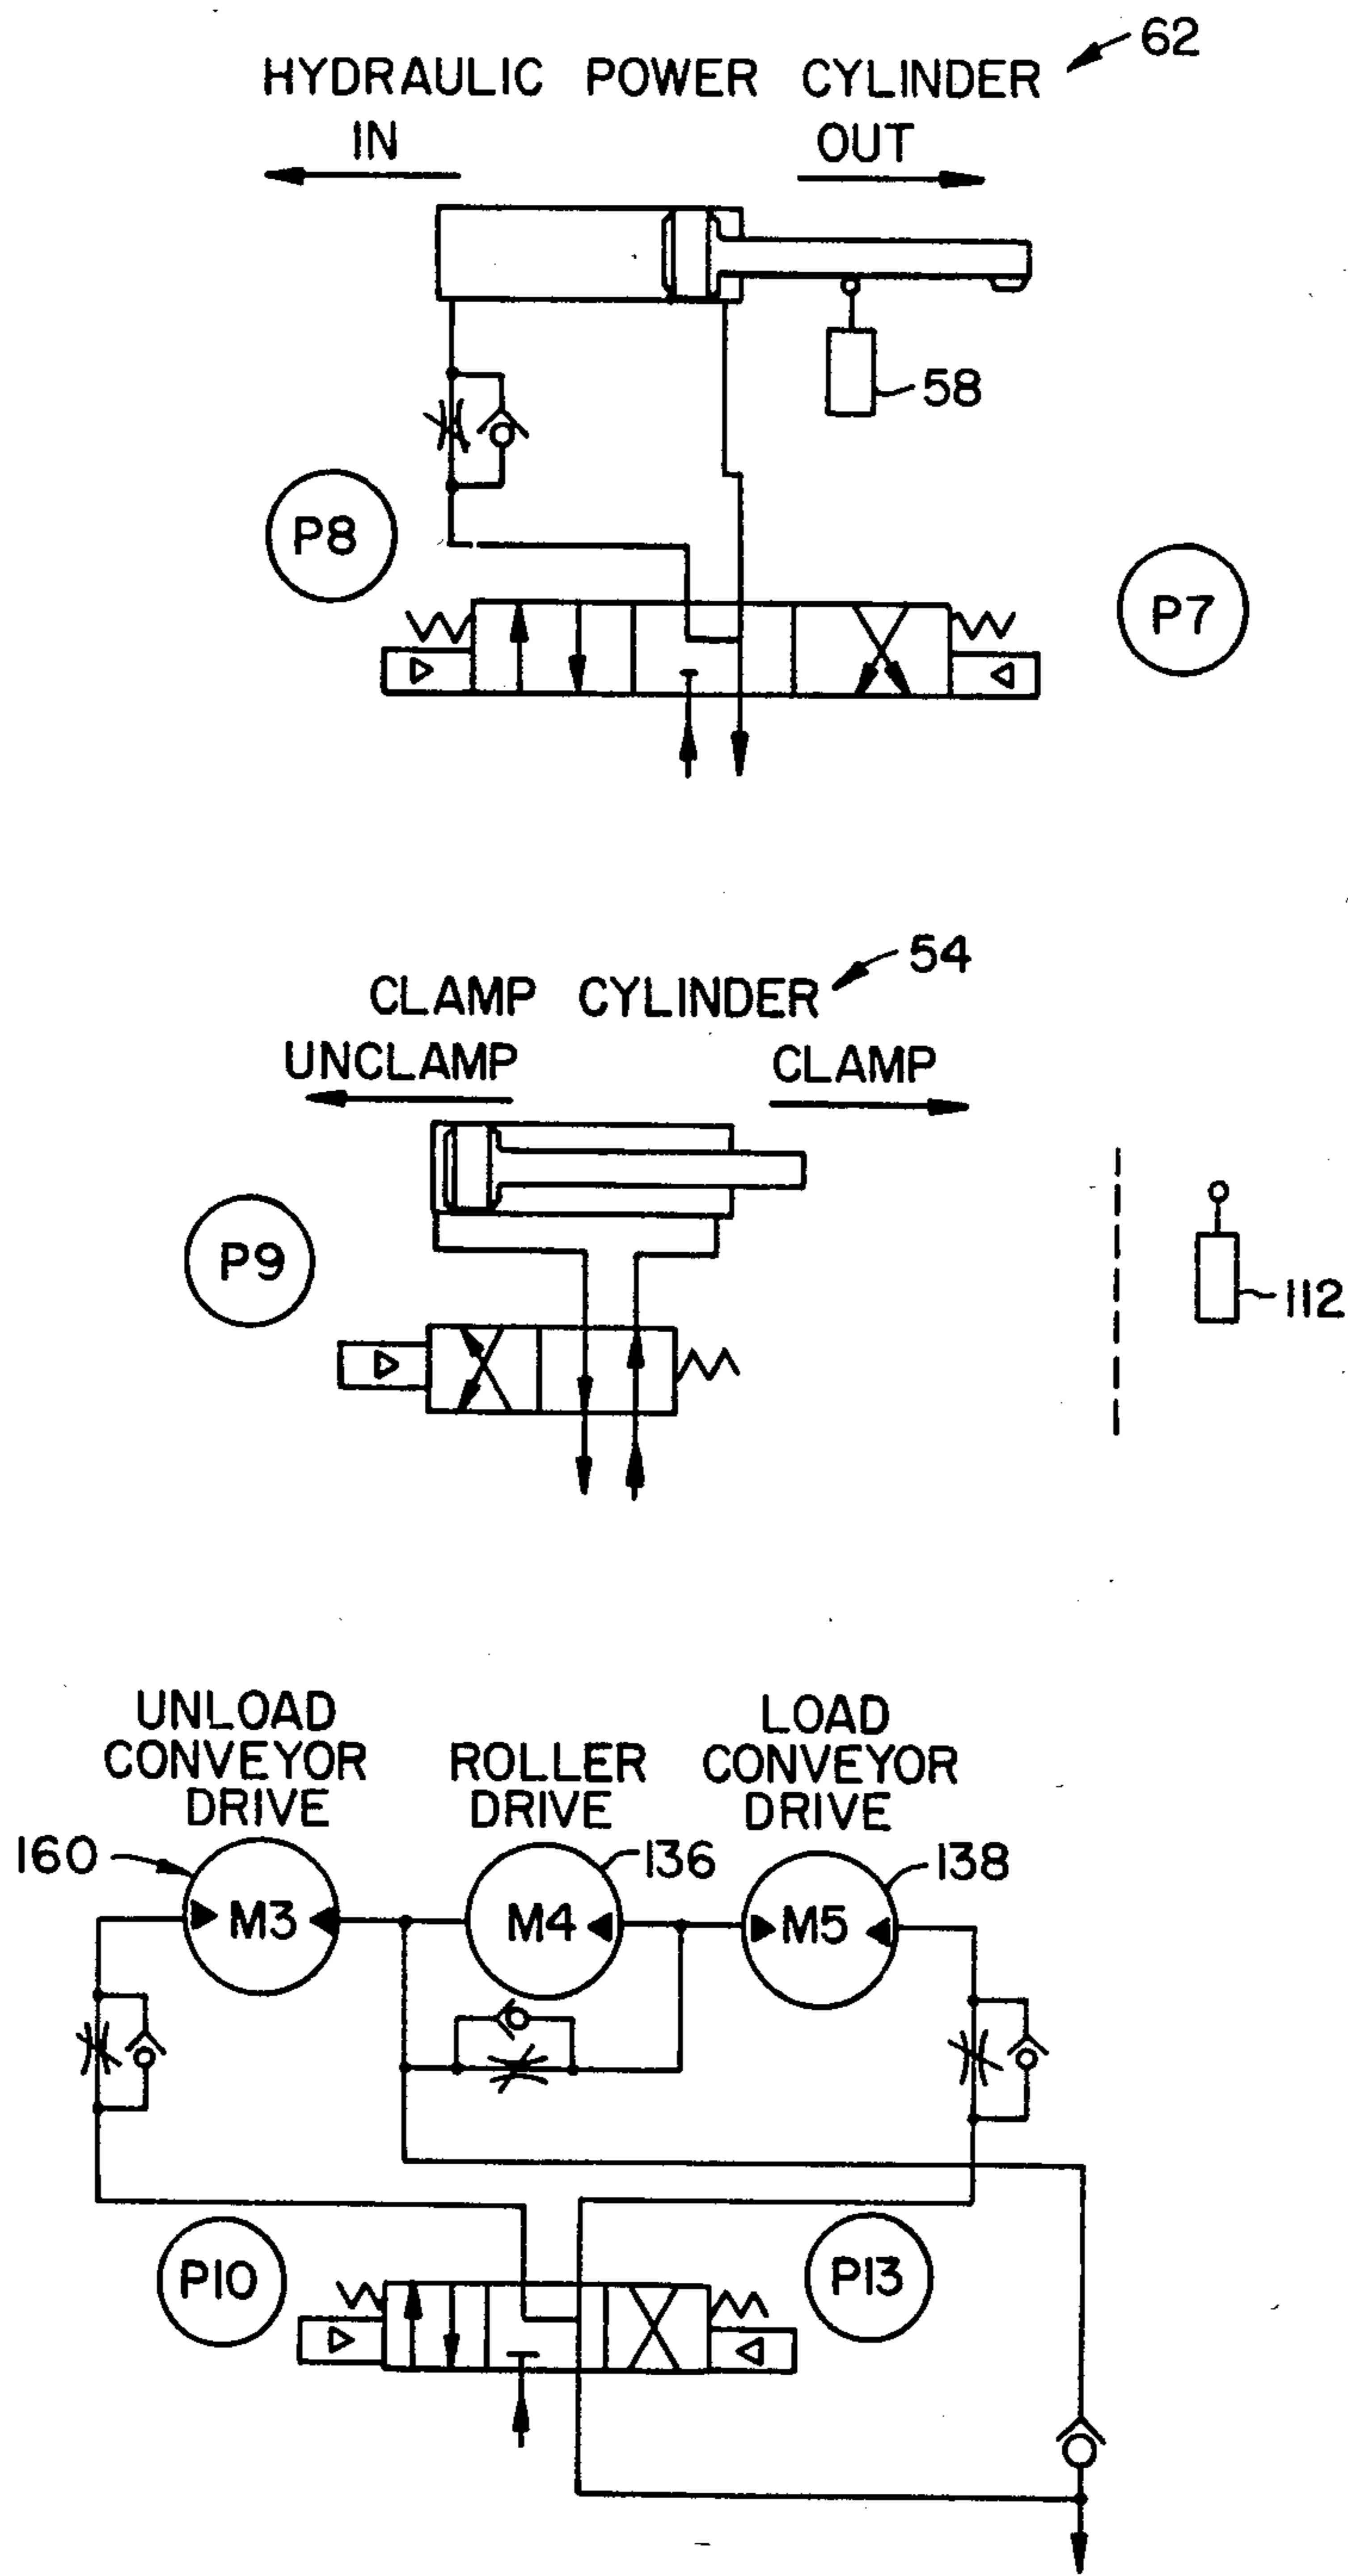 62
HYDRAULIC POWER CYLINDER
IN
OUT
58
P8
P7
54
CLAMP CYLINDER
UNCLAMP
CLAMP
P9
112
UNLOAD
CONVEYOR
DRIVE
ROLLER
DRIVE
LOAD
CONVEYOR
DRIVE
160
136
138
M3
M4
M5
P10
P13